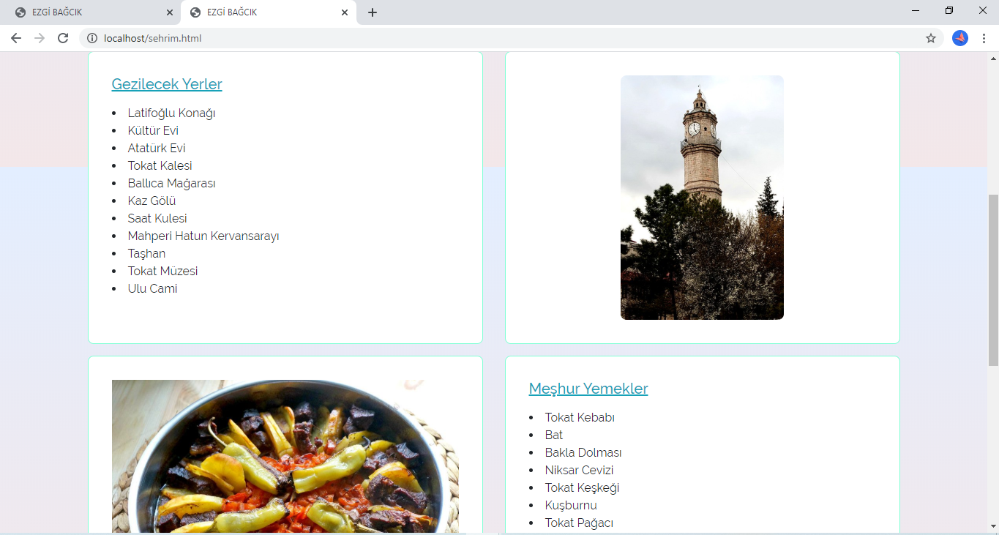 EZGİ BAĞCIK
EZGİ BAĞCIK
localhost/sehrim.html
Gezilecek Yerler
Latifoğlu Konağı
Kültür Evi
Atatürk Evi
Tokat Kalesi
Ballıca Mağarası
Kaz Gölü
Saat Kulesi
Mahperi Hatun Kervansarayı
Taşhan
Tokat Müzesi
Ulu Cami
Meşhur Yemekler
Tokat Kebabı
Bat
Bakla Dolması
Niksar Cevizi
Tokat Keşkeği
Kuşburnu
Tokat Pağacı